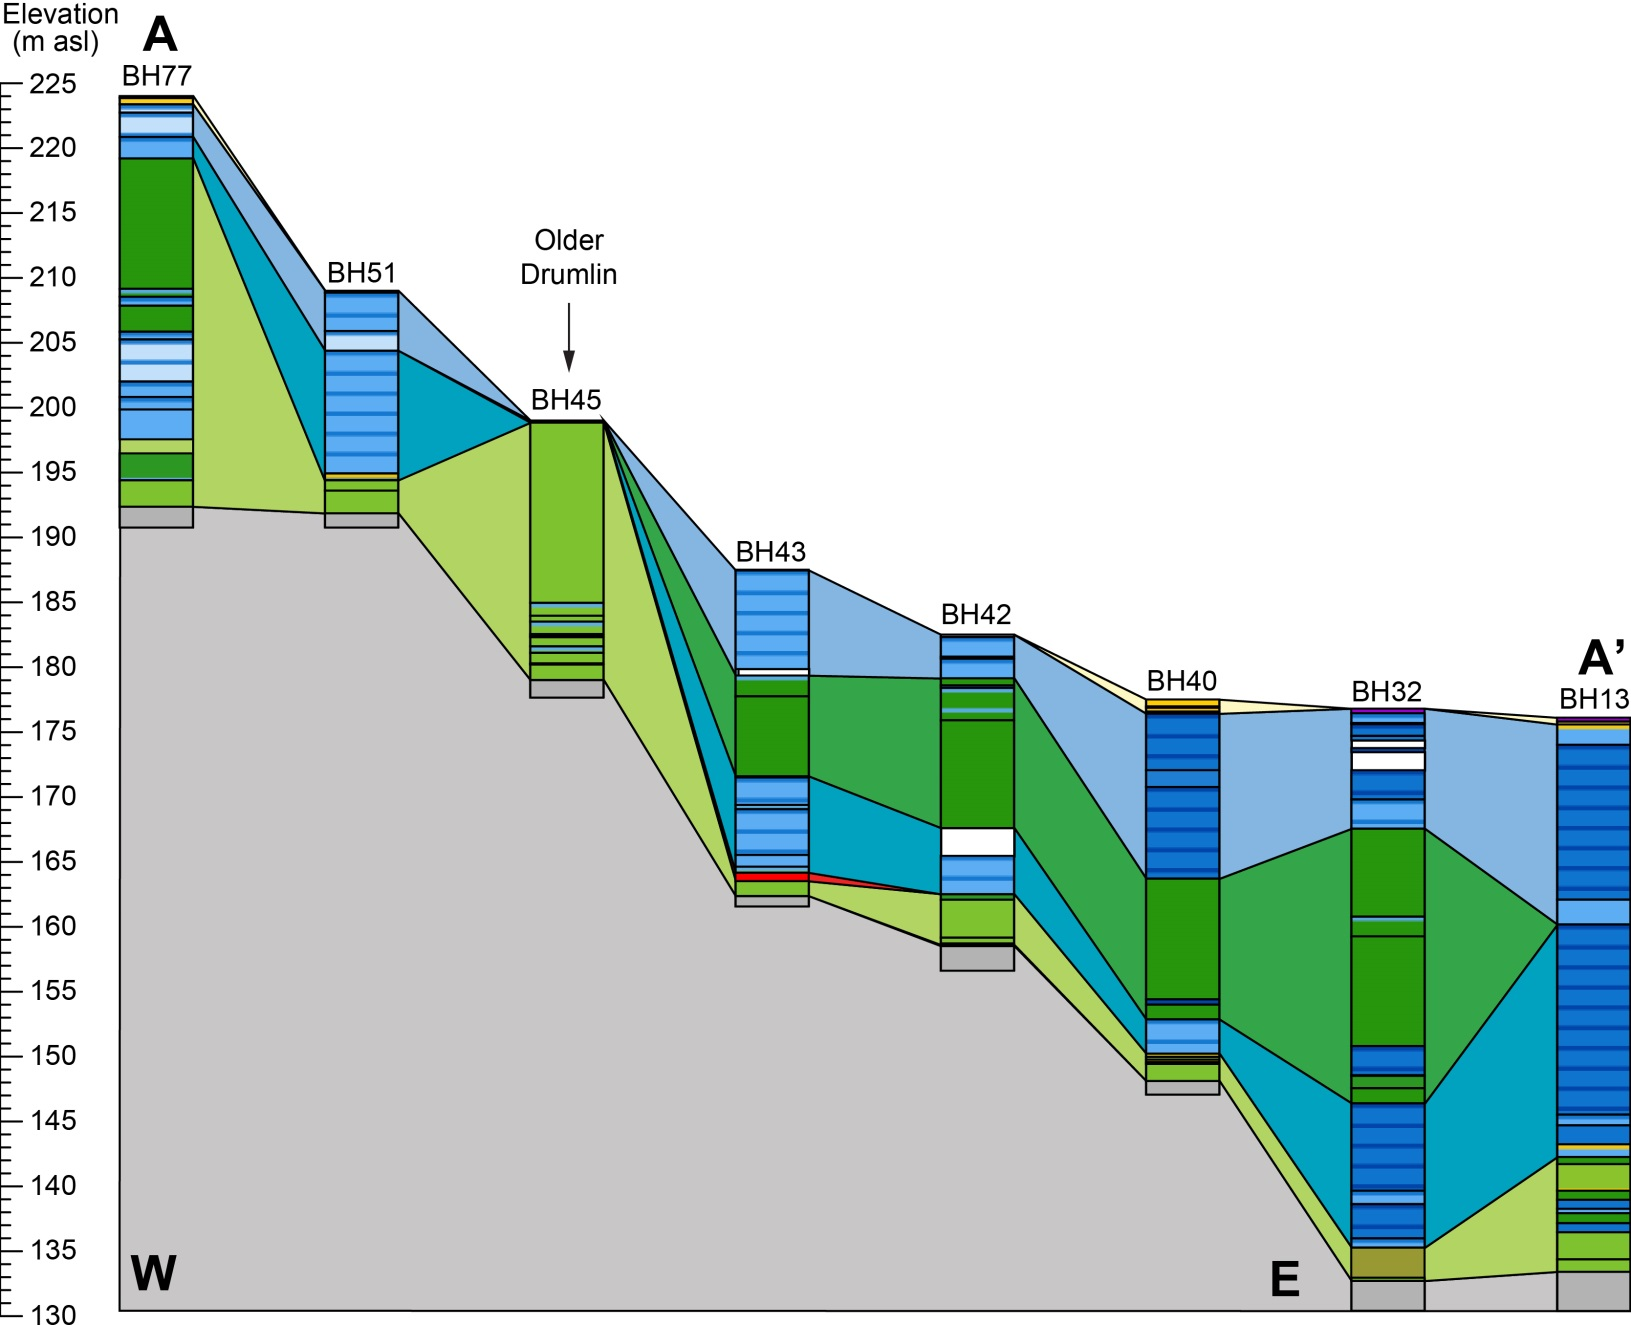 Elevation
(m asl)
A
BH77
225
220
215
210
205
200
195
190
185
180
175
170
165
160
155
150
145
140
135
130
BH51
Older
Drumlin
BH45
BH43
BH42
BH40
BH32
A’
BH13
W
E